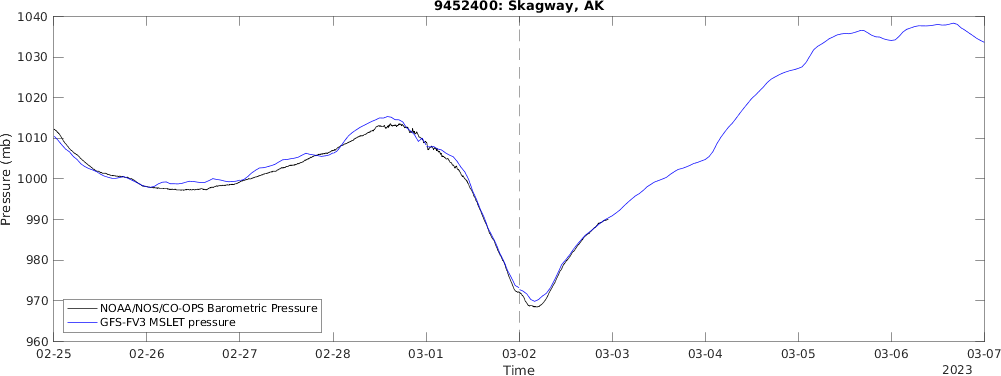 9452400: Skagway, AK
Pressure (mb)
1040
1030
1020
1010
1000
990
980
970
960
NOAA/NOS/CO-OPS Barometric Pressure
GFS-FV3 MSLET pressure
02-25 02-26 02-27 02-28 03-01 03-02 03-03 03-04 03-05 03-06 03-07
Time
2023